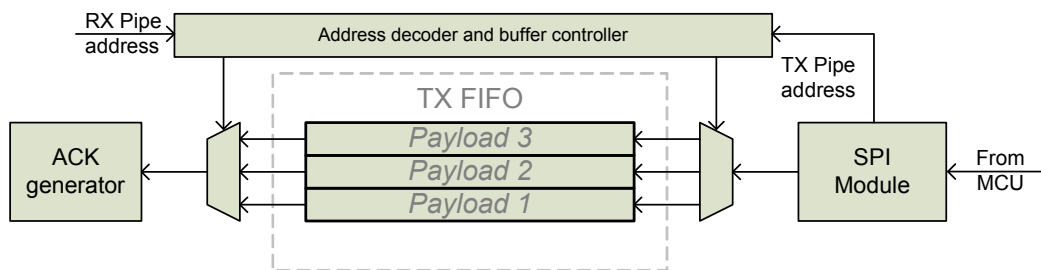 RX Pipe
address
Address decoder and buffer controller
TX Pipe
address
TX FIFO
Payload 3
Payload 2
Payload 1
ACK
generator
SPI
Module
From
MCU